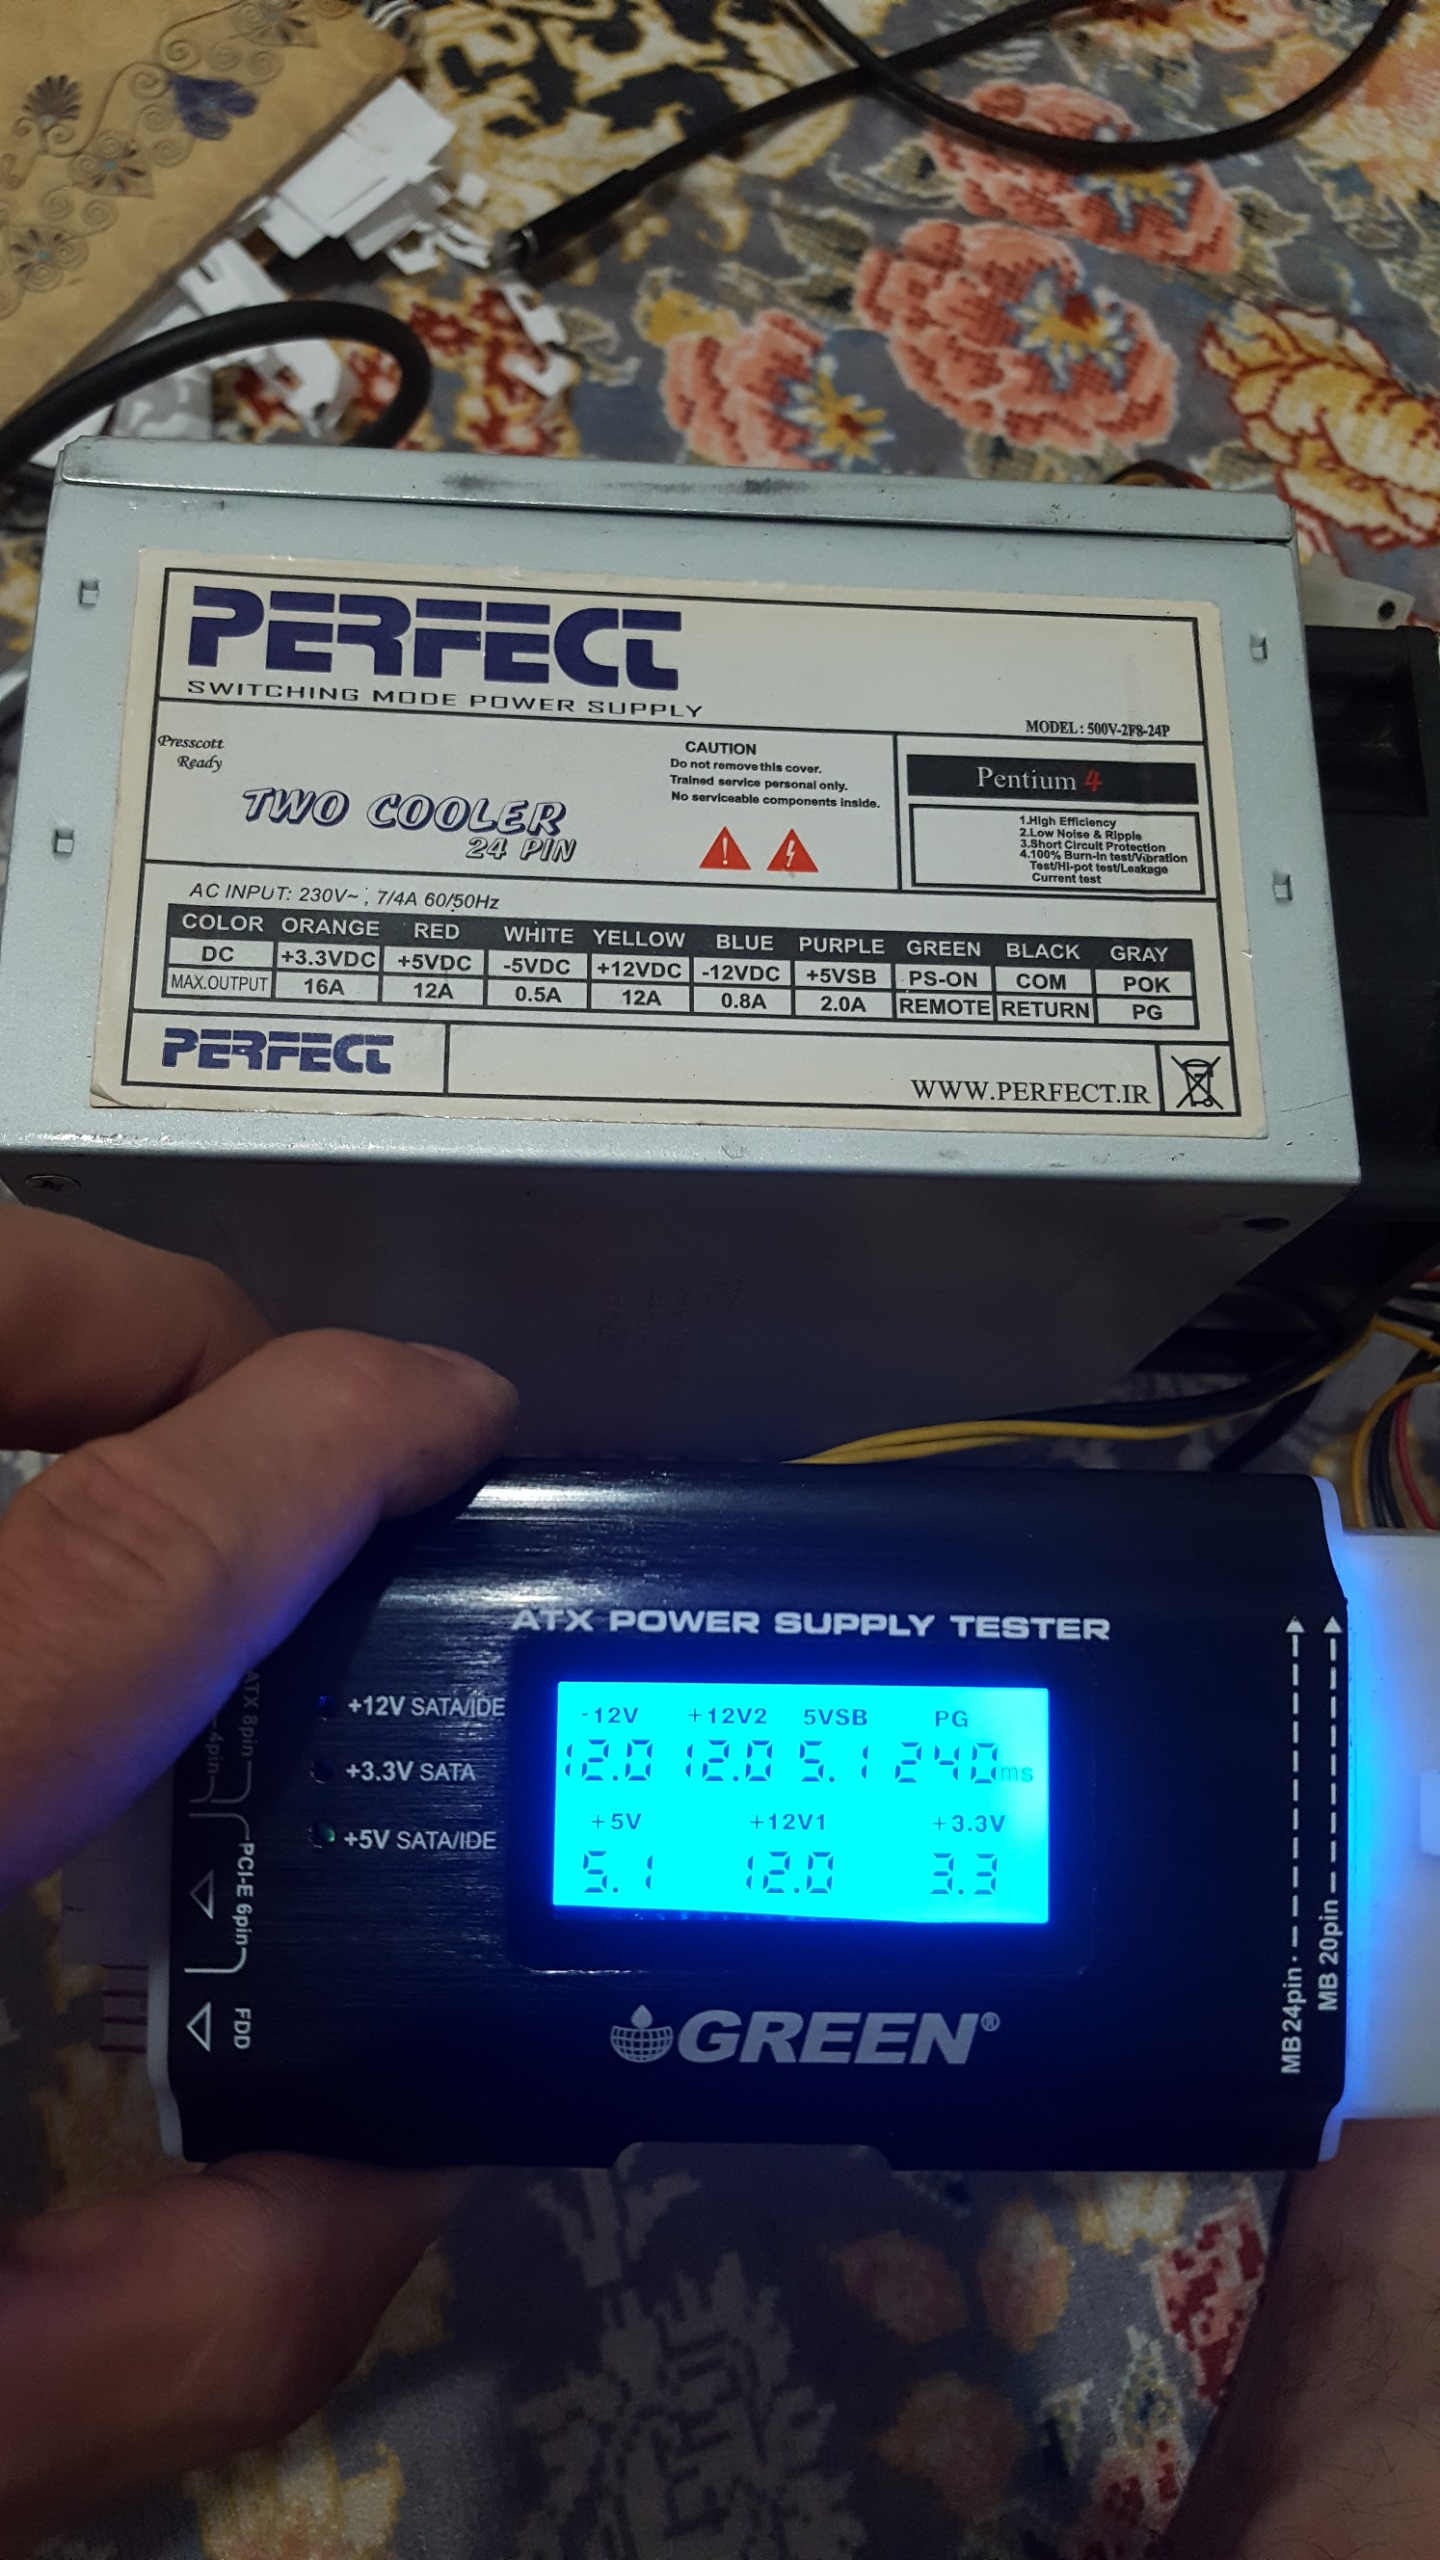 PERFECT
SWITCHING MODE POWER SUPPLY
MODEL: 500V-2F8-24P
Presscott
Ready
TWO COOLER
24 PIN
CAUTION
Do not remove this cover.
Trained service personal only.
No serviceable components inside.
Pentium 4
1.High Efficiency
2.Low Noise & Ripple
3.Short Circuit Protection
4.100% Burn-in test/Vibration
Test/Hi-pot test/Leakage
Current test
AC INPUT: 230V~ ; 7/4A 60/50Hz
COLOR ORANGE RED WHITE YELLOW BLUE PURPLE GREEN BLACK GRAY
DC +3.3VDC +5VDC -5VDC +12VDC -12VDC +5VSB PS-ON COM POK
MAX.OUTPUT 16A 12A 0.5A 12A 0.8A 2.0A REMOTE RETURN PG
PERFECT
WWW.PERFECT.IR
ATX POWER SUPPLY TESTER
+12V SATA/IDE
+3.3V SATA
+5V SATA/IDE
-12V +12V2 5VSB PG
12.0 12.0 5.1 240ms
+5V +12V1 +3.3V
5.1 12.0 3.3
GREEN®
ATX 8pin
4pin
PCI-E 6pin
FDD
MB 24pin
MB 20pin